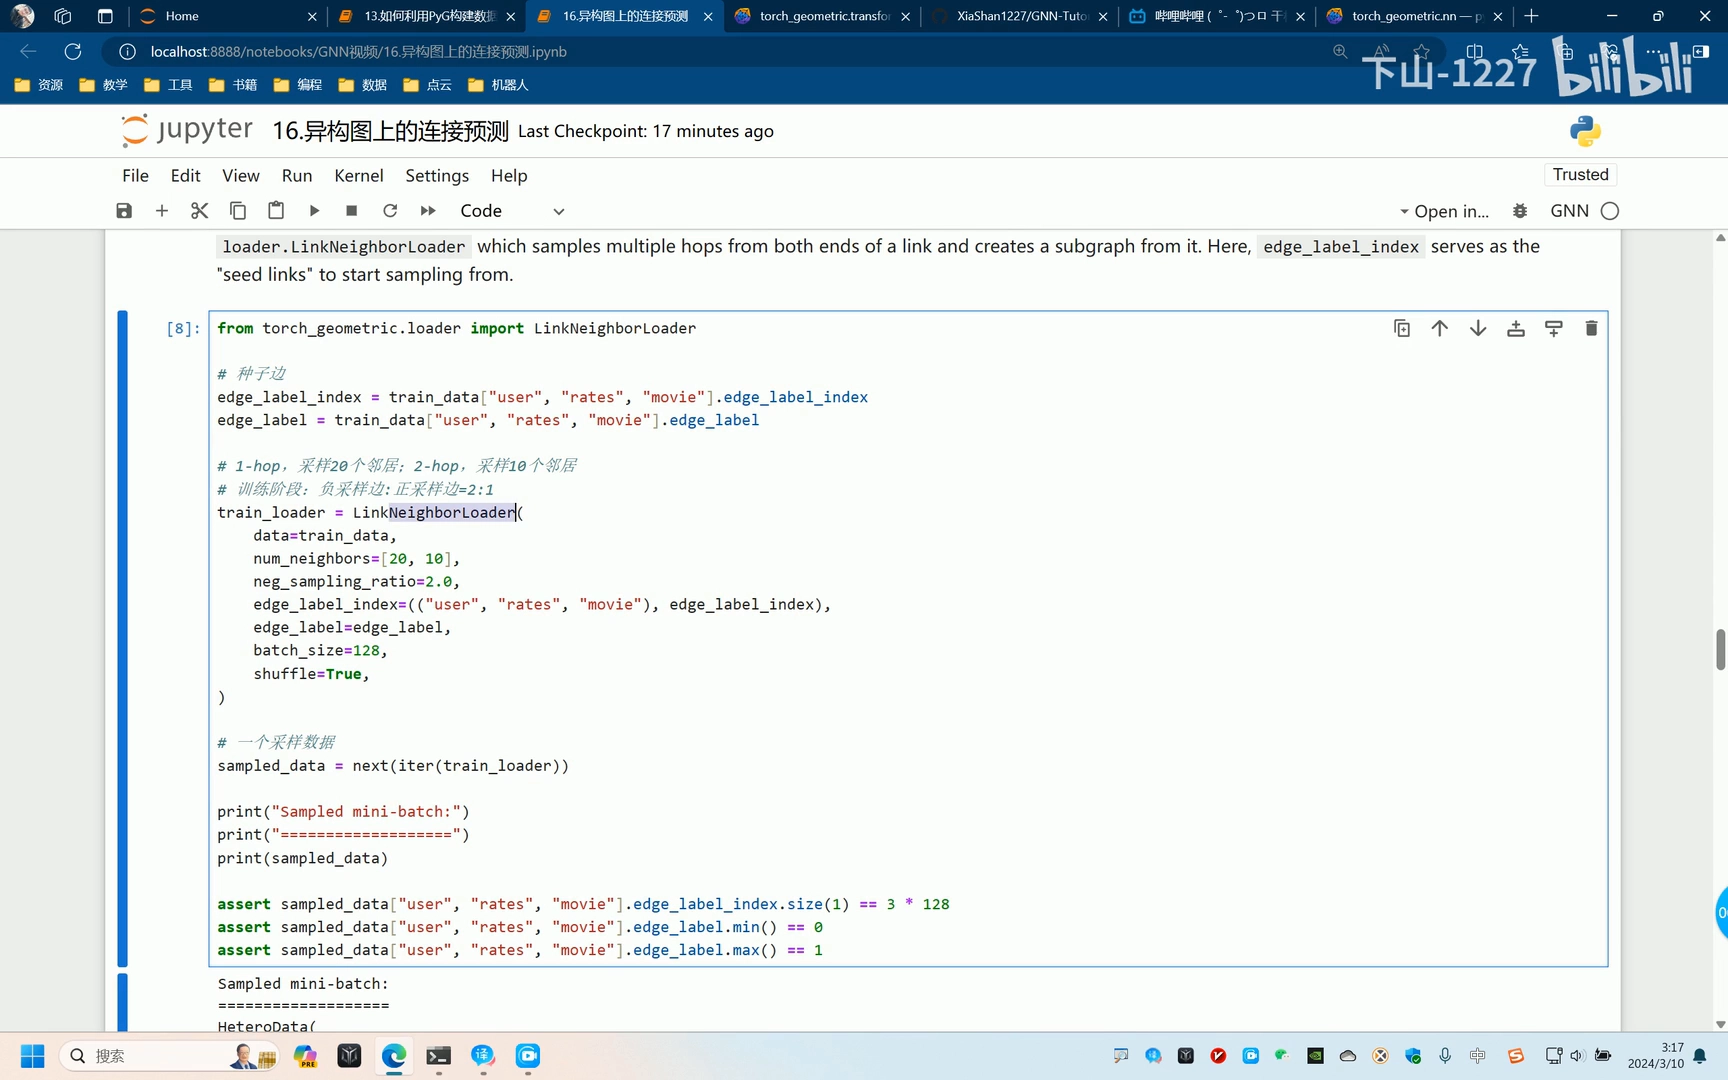 Home
13.如何利用PyG构建数据
16.异构图上的连接预测
torch_geometric.transfor
XiaShan1227/GNN-Tuto
哔哩哔哩 (゜-゜)つロ 干
torch_geometric.nn — p
localhost:8888/notebooks/GNN视频/16.异构图上的连接预测.ipynb
下山-1227 bilibili
资源 教学 工具 书籍 编程 数据 点云 机器人
jupyter 16.异构图上的连接预测 Last Checkpoint: 17 minutes ago
File Edit View Run Kernel Settings Help Trusted
Code Open in... GNN
loader.LinkNeighborLoader which samples multiple hops from both ends of a link and creates a subgraph from it. Here, edge_label_index serves as the
"seed links" to start sampling from.
[8]: from torch_geometric.loader import LinkNeighborLoader
# 种子边
edge_label_index = train_data["user", "rates", "movie"].edge_label_index
edge_label = train_data["user", "rates", "movie"].edge_label
# 1-hop，采样20个邻居；2-hop，采样10个邻居
# 训练阶段：负采样边:正采样边=2:1
train_loader = LinkNeighborLoader(
data=train_data,
num_neighbors=[20, 10],
neg_sampling_ratio=2.0,
edge_label_index=(("user", "rates", "movie"), edge_label_index),
edge_label=edge_label,
batch_size=128,
shuffle=True,
)
# 一个采样数据
sampled_data = next(iter(train_loader))
print("Sampled mini-batch:")
print("===================")
print(sampled_data)
assert sampled_data["user", "rates", "movie"].edge_label_index.size(1) == 3 * 128
assert sampled_data["user", "rates", "movie"].edge_label.min() == 0
assert sampled_data["user", "rates", "movie"].edge_label.max() == 1
Sampled mini-batch:
===================
HeteroData(
搜索
中
3:17
2024/3/10